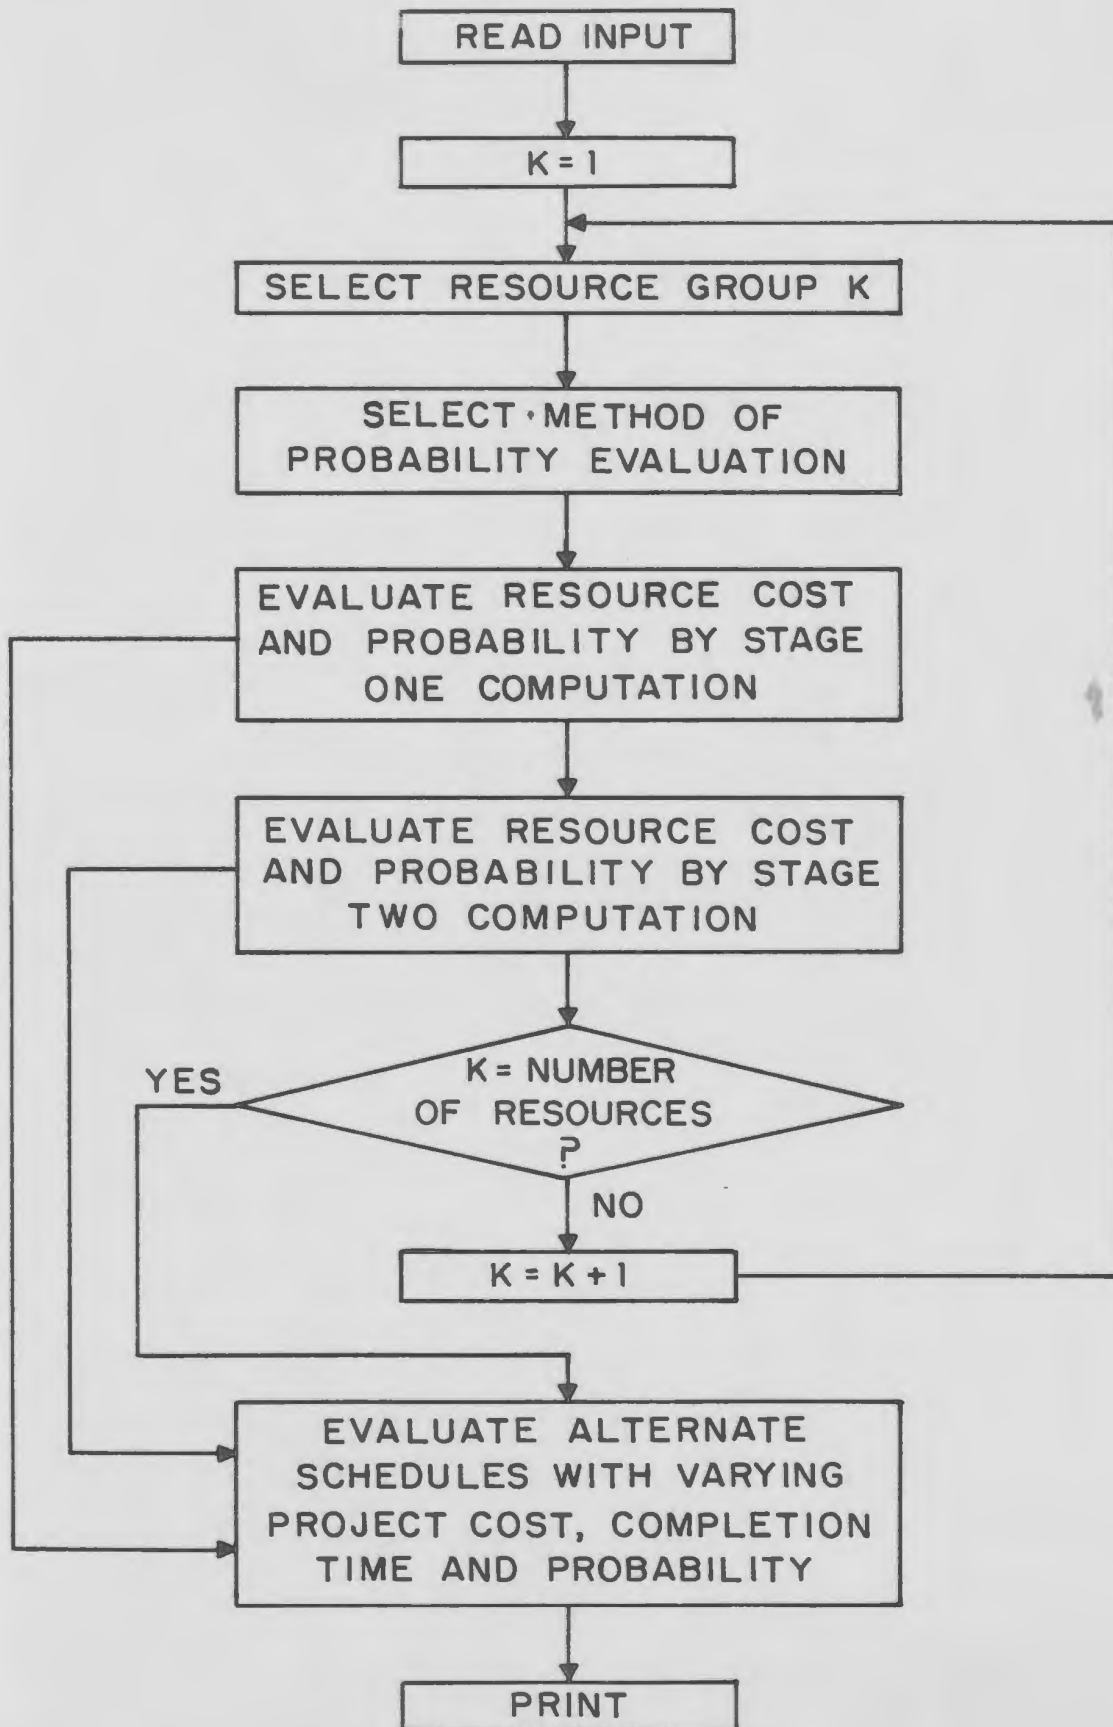 READ INPUT
K = 1
SELECT RESOURCE GROUP K
SELECT METHOD OF
PROBABILITY EVALUATION
EVALUATE RESOURCE COST
AND PROBABILITY BY STAGE
ONE COMPUTATION
EVALUATE RESOURCE COST
AND PROBABILITY BY STAGE
TWO COMPUTATION
YES
K = NUMBER
OF RESOURCES
?
NO
K = K + 1
EVALUATE ALTERNATE
SCHEDULES WITH VARYING
PROJECT COST, COMPLETION
TIME AND PROBABILITY
PRINT